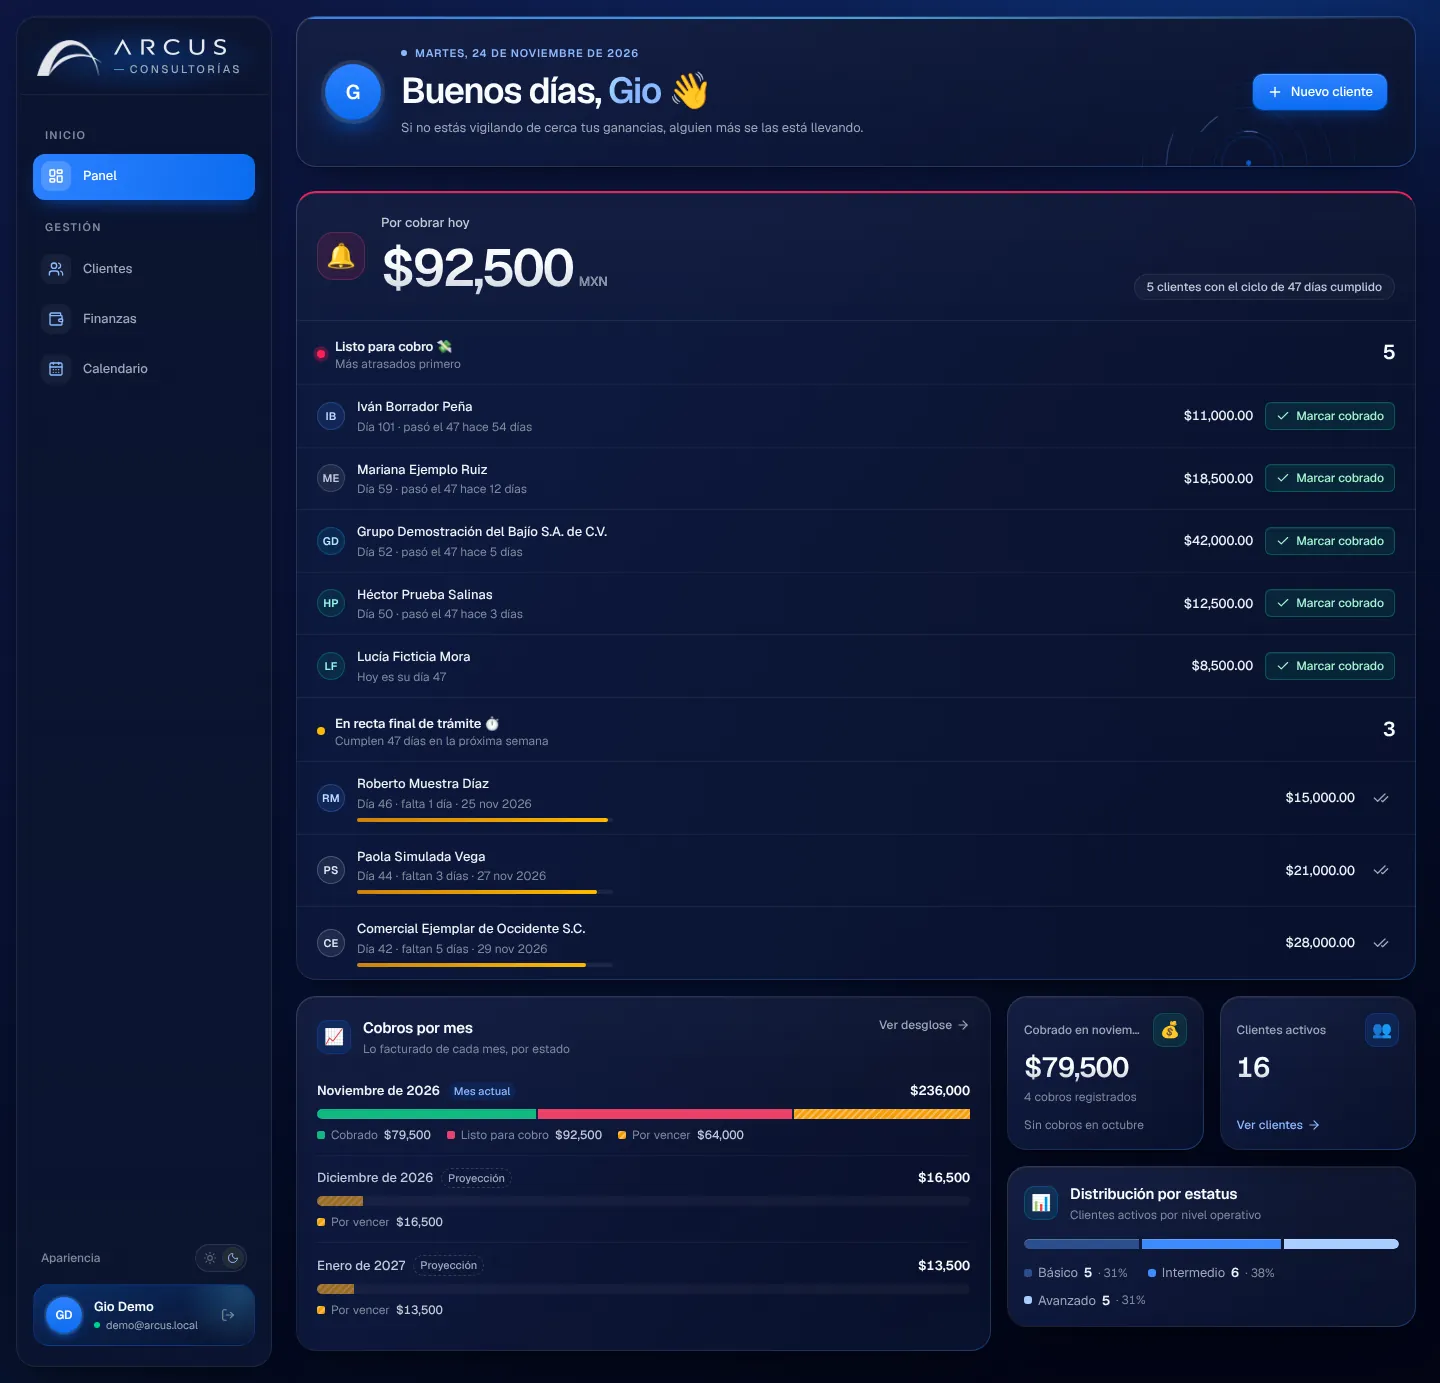 ARCUS
— CONSULTORÍAS
INICIO
Panel
GESTIÓN
Clientes
Finanzas
Calendario
Apariencia
GD
Gio Demo
demo@arcus.local
MARTES, 24 DE NOVIEMBRE DE 2026
G
Buenos días, Gio 👋
Si no estás vigilando de cerca tus ganancias, alguien más se las está llevando.
+ Nuevo cliente
Por cobrar hoy
$92,500 MXN
5 clientes con el ciclo de 47 días cumplido
Listo para cobro 💸
Más atrasados primero
5
IB
Iván Borrador Peña
Día 101 · pasó el 47 hace 54 días
$11,000.00
Marcar cobrado
ME
Mariana Ejemplo Ruiz
Día 59 · pasó el 47 hace 12 días
$18,500.00
Marcar cobrado
GD
Grupo Demostración del Bajío S.A. de C.V.
Día 52 · pasó el 47 hace 5 días
$42,000.00
Marcar cobrado
HP
Héctor Prueba Salinas
Día 50 · pasó el 47 hace 3 días
$12,500.00
Marcar cobrado
LF
Lucía Ficticia Mora
Hoy es su día 47
$8,500.00
Marcar cobrado
En recta final de trámite ⏱️
Cumplen 47 días en la próxima semana
3
RM
Roberto Muestra Díaz
Día 46 · falta 1 día · 25 nov 2026
$15,000.00
PS
Paola Simulada Vega
Día 44 · faltan 3 días · 27 nov 2026
$21,000.00
CE
Comercial Ejemplar de Occidente S.C.
Día 42 · faltan 5 días · 29 nov 2026
$28,000.00
Cobros por mes
Lo facturado de cada mes, por estado
Ver desglose →
Noviembre de 2026 Mes actual $236,000
Cobrado $79,500 Listo para cobro $92,500 Por vencer $64,000
Diciembre de 2026 Proyección $16,500
Por vencer $16,500
Enero de 2027 Proyección $13,500
Por vencer $13,500
Cobrado en noviem...
$79,500
4 cobros registrados
Sin cobros en octubre
Clientes activos
16
Ver clientes →
Distribución por estatus
Clientes activos por nivel operativo
Básico 5 · 31% Intermedio 6 · 38%
Avanzado 5 · 31%